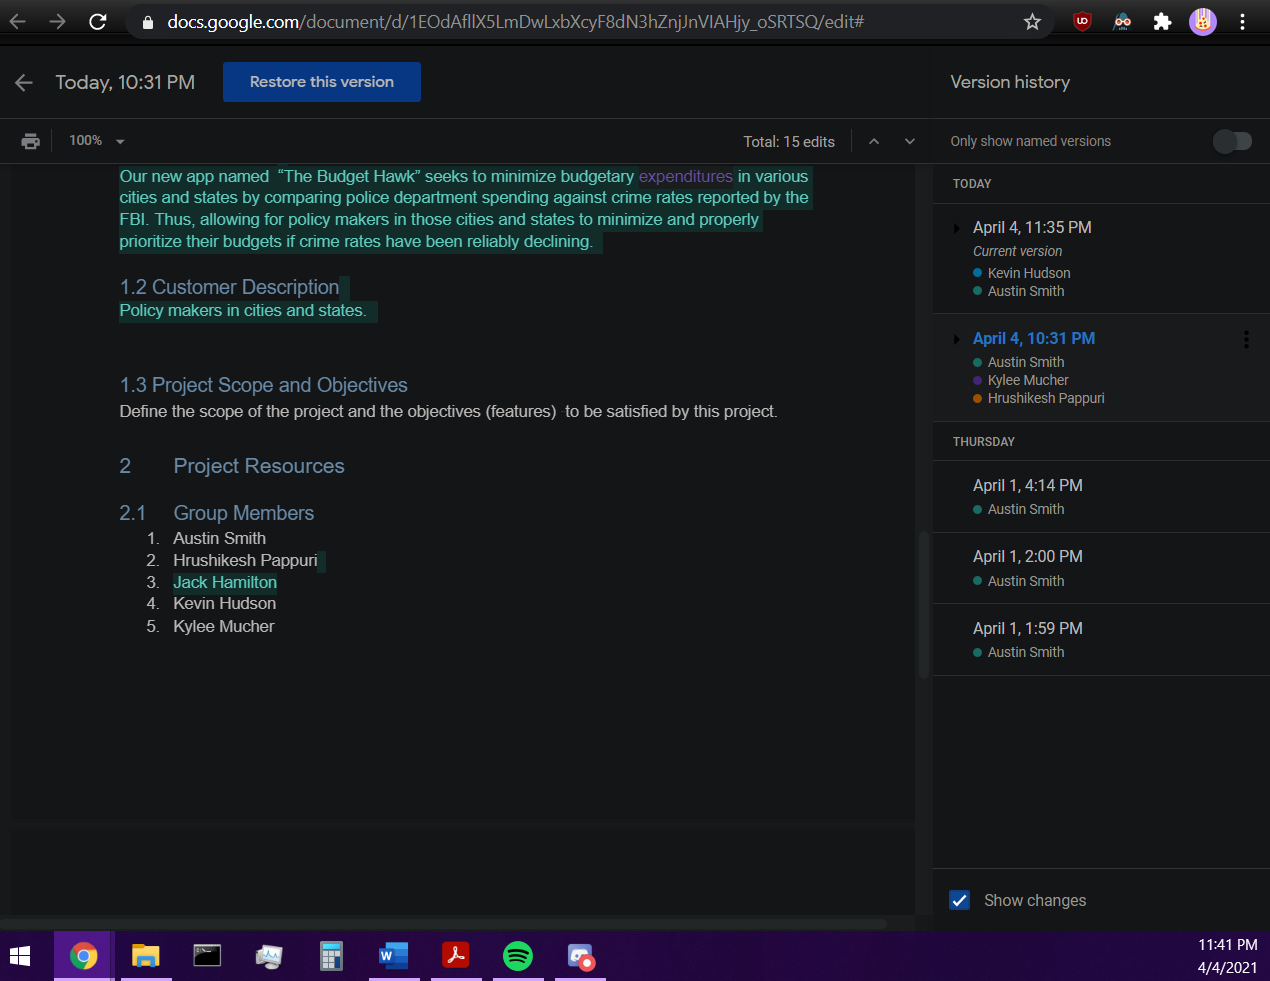 docs.google.com/document/d/1EOdAfllX5LmDwLxbXcyF8dN3hZnjJnVIAHjy_oSRTSQ/edit#
Today, 10:31 PM
Restore this version
Version history
100%
Total: 15 edits
Only show named versions
Our new app named “The Budget Hawk” seeks to minimize budgetary expenditures in various
cities and states by comparing police department spending against crime rates reported by the
FBI. Thus, allowing for policy makers in those cities and states to minimize and properly
prioritize their budgets if crime rates have been reliably declining.
1.2 Customer Description
Policy makers in cities and states.
1.3 Project Scope and Objectives
Define the scope of the project and the objectives (features) to be satisfied by this project.
2 Project Resources
2.1 Group Members
1. Austin Smith
2. Hrushikesh Pappuri
3. Jack Hamilton
4. Kevin Hudson
5. Kylee Mucher
TODAY
April 4, 11:35 PM
Current version
Kevin Hudson
Austin Smith
April 4, 10:31 PM
Austin Smith
Kylee Mucher
Hrushikesh Pappuri
THURSDAY
April 1, 4:14 PM
Austin Smith
April 1, 2:00 PM
Austin Smith
April 1, 1:59 PM
Austin Smith
Show changes
11:41 PM
4/4/2021